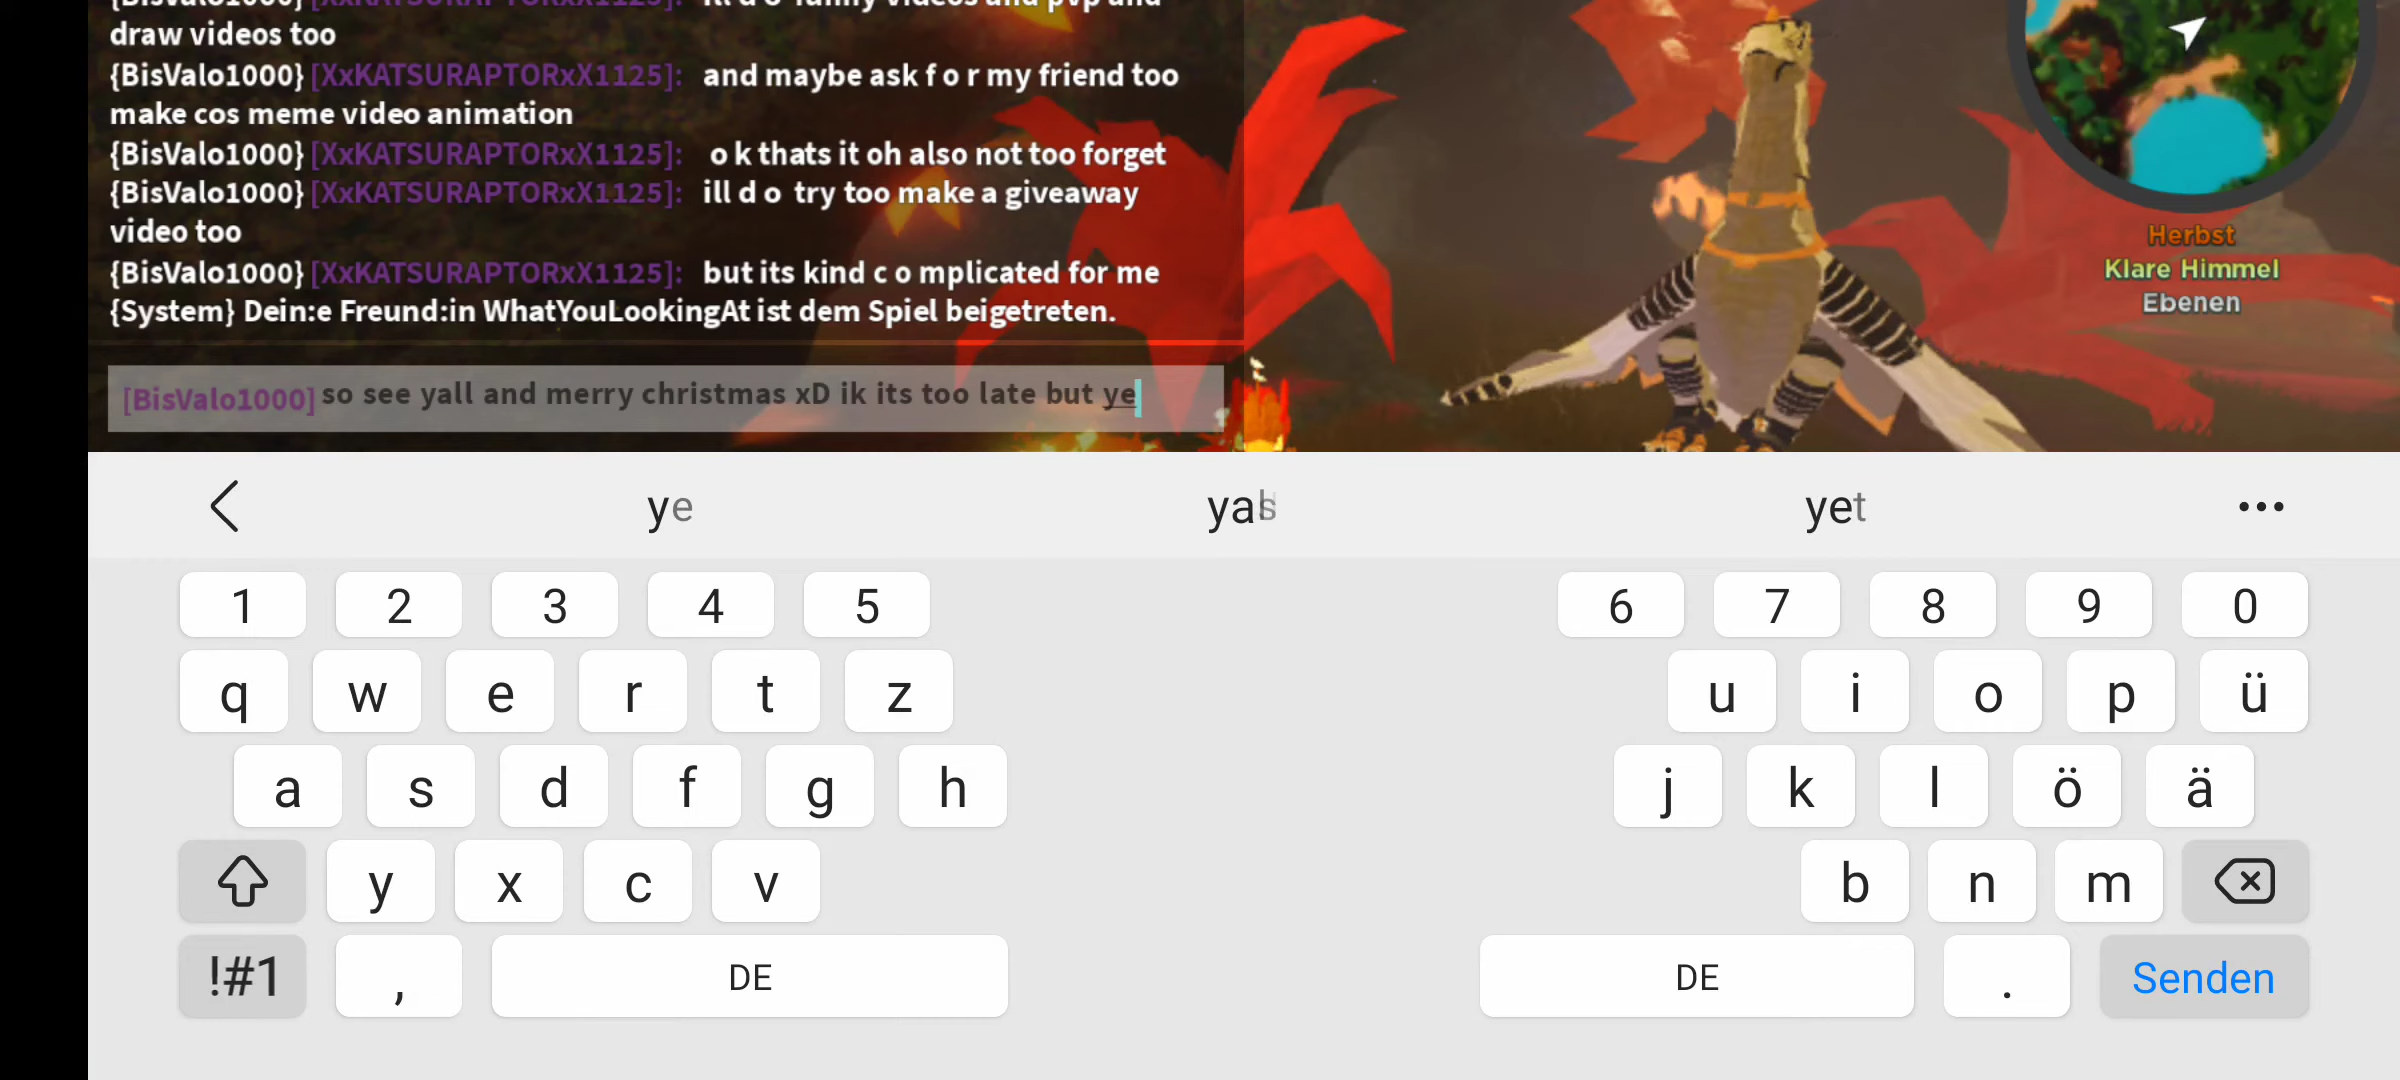 draw videos too
{BisValo1000} [XxKATSURAPTORxX1125]: and maybe ask f o r my friend too
make cos meme video animation
{BisValo1000} [XxKATSURAPTORxX1125]: o k thats it oh also not too forget
{BisValo1000} [XxKATSURAPTORxX1125]: ill d o try too make a giveaway
video too
{BisValo1000} [XxKATSURAPTORxX1125]: but its kind c o mplicated for me
{System} Dein:e Freund:in WhatYouLookingAt ist dem Spiel beigetreten.
[BisValo1000] so see yall and merry christmas xD ik its too late but ye
Herbst
Klare Himmel
Ebenen
ye yet
1 2 3 4 5 6 7 8 9 0
q w e r t z u i o p ü
a s d f g h j k l ö ä
y x c v b n m
!#1 , DE DE . Senden